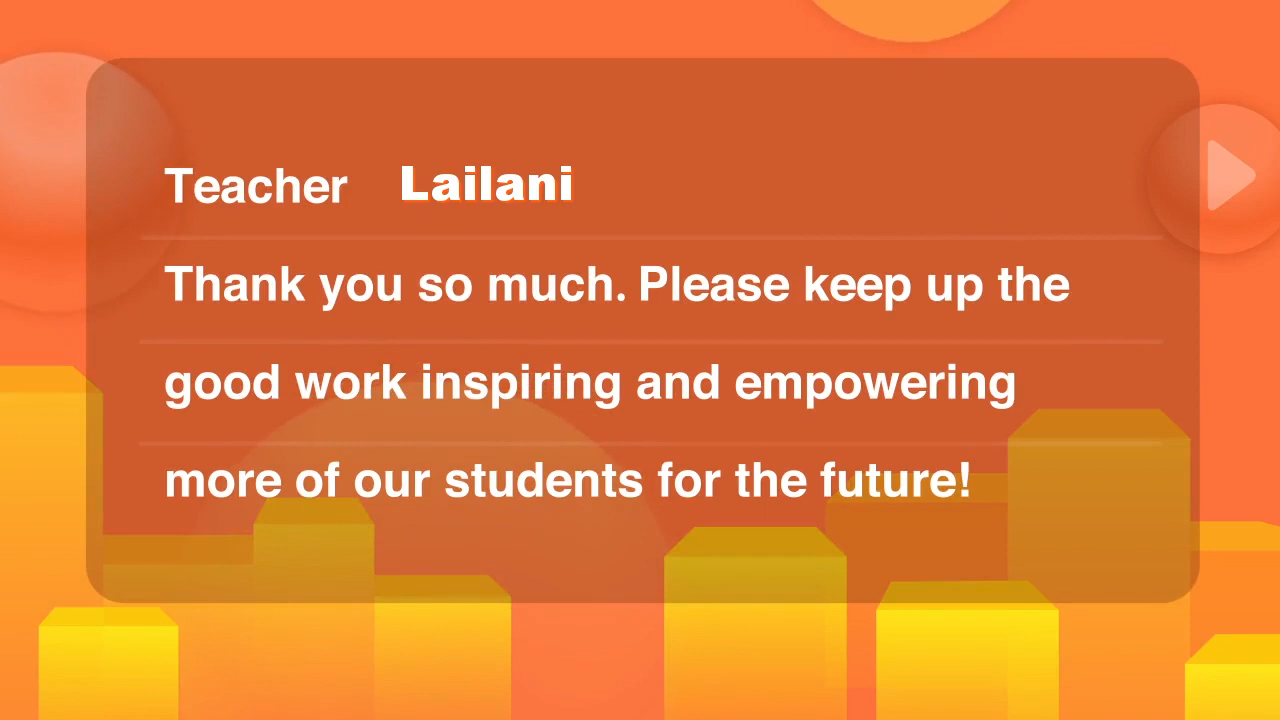 Teacher Lailani
Thank you so much. Please keep up the
good work inspiring and empowering
more of our students for the future!